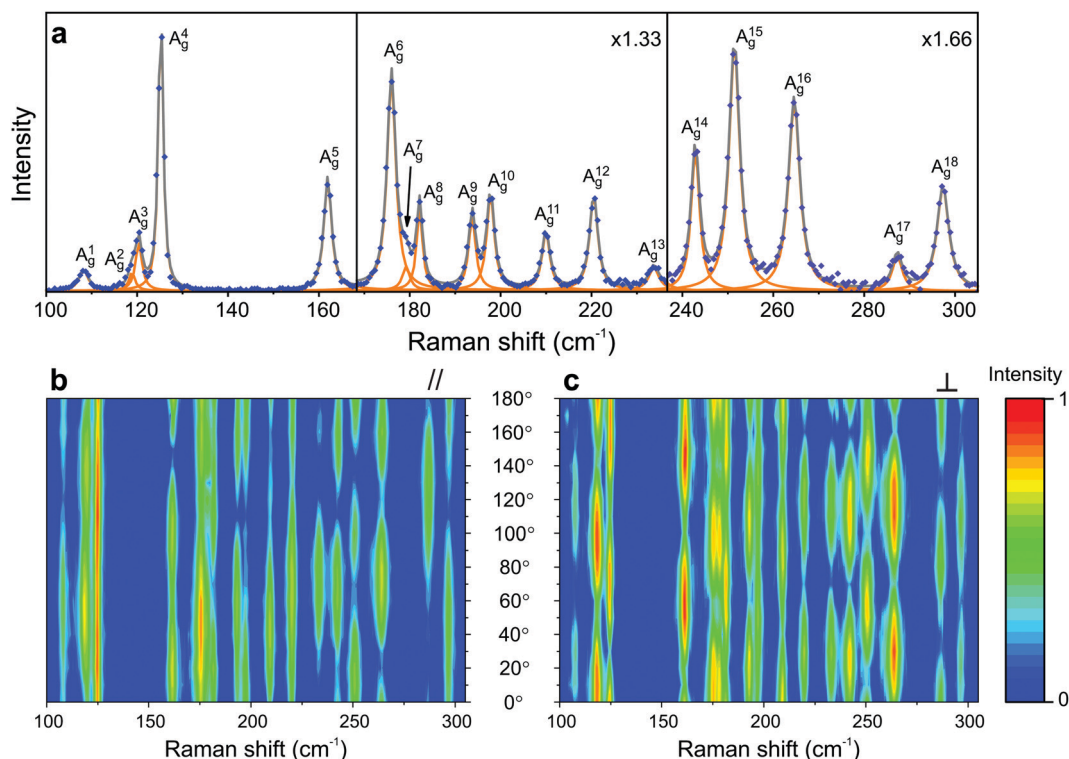 a
Intensity
A_g^1
A_g^2
A_g^3
A_g^4
A_g^5
A_g^6
A_g^7
A_g^8
A_g^9
A_g^10
A_g^11
A_g^12
A_g^13
A_g^14
A_g^15
A_g^16
A_g^17
A_g^18
x1.33
x1.66
100 120 140 160 180 200 220 240 260 280 300
Raman shift (cm⁻¹)
b
//
180°
160°
140°
120°
100°
80°
60°
40°
20°
0°
100 150 200 250 300
Raman shift (cm⁻¹)
c
⊥
100 150 200 250 300
Raman shift (cm⁻¹)
Intensity
1
0